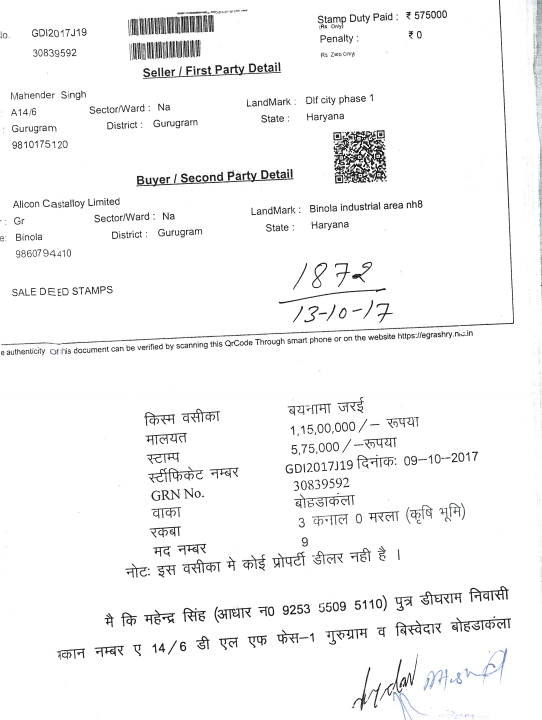 No. GDI2017J19 Stamp Duty Paid : ₹ 575000
(Rs. Only)
30839592 Penalty : ₹ 0
(Rs. Zero Only)
Seller / First Party Detail
Mahender Singh
A14/6 Sector/Ward : Na LandMark : Dlf city phase 1
Gurugram District : Gurugram State : Haryana
9810175120
Buyer / Second Party Detail
Alicon Castalloy Limited
Gr Sector/Ward : Na LandMark : Binola industrial area nh8
Binola District : Gurugram State : Haryana
9860794410
SALE DEED STAMPS
1872
13-10-17
authenticity of this document can be verified by scanning this QrCode Through smart phone or on the website https://egrashry.nic.in
किस्म वसीका बयनामा जरई
मालयत 1,15,00,000/– रूपया
स्टाम्प 5,75,000/–रूपया
र्स्टीफिकेट नम्बर GDI2017J19 दिनांकः 09–10–2017
GRN No. 30839592
वाका बोहडाकंला
रकबा 3 कनाल 0 मरला (कृषि भूमि)
मद नम्बर 9
नोटः इस वसीका मे कोई प्रोपर्टी डीलर नही है ।
मै कि महेन्द्र सिंह (आधार न0 9253 5509 5110) पुत्र डीघराम निवासी
मकान नम्बर ए 14/6 डी एल एफ फेस–1 गुरुग्राम व बिस्वेदार बोहडाकंला